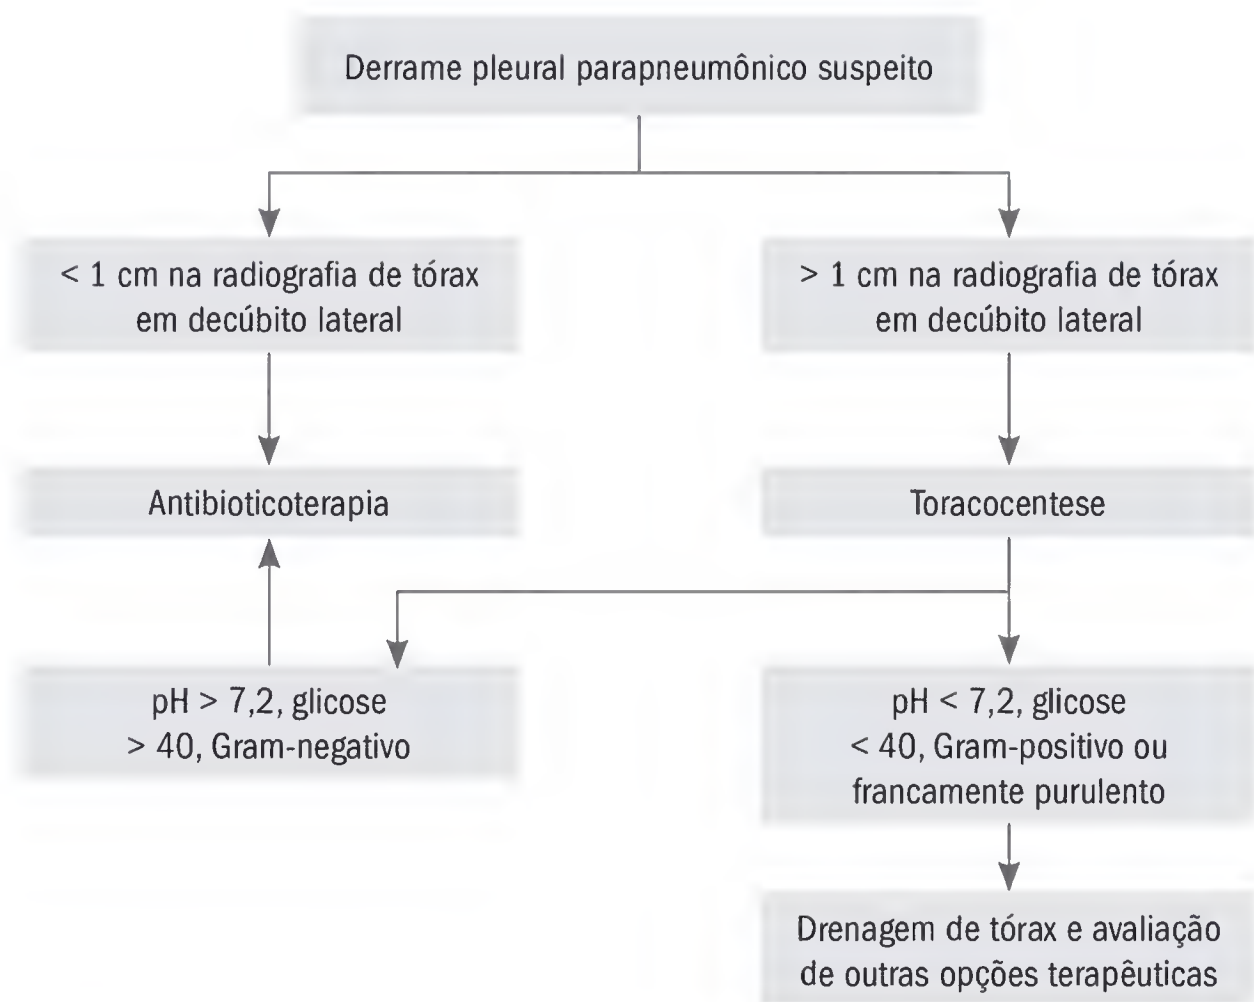 Derrame pleural parapneumônico suspeito
< 1 cm na radiografia de tórax
em decúbito lateral
> 1 cm na radiografia de tórax
em decúbito lateral
Antibioticoterapia
Toracocentese
pH > 7,2, glicose
> 40, Gram-negativo
pH < 7,2, glicose
< 40, Gram-positivo ou
francamente purulento
Drenagem de tórax e avaliação
de outras opções terapêuticas